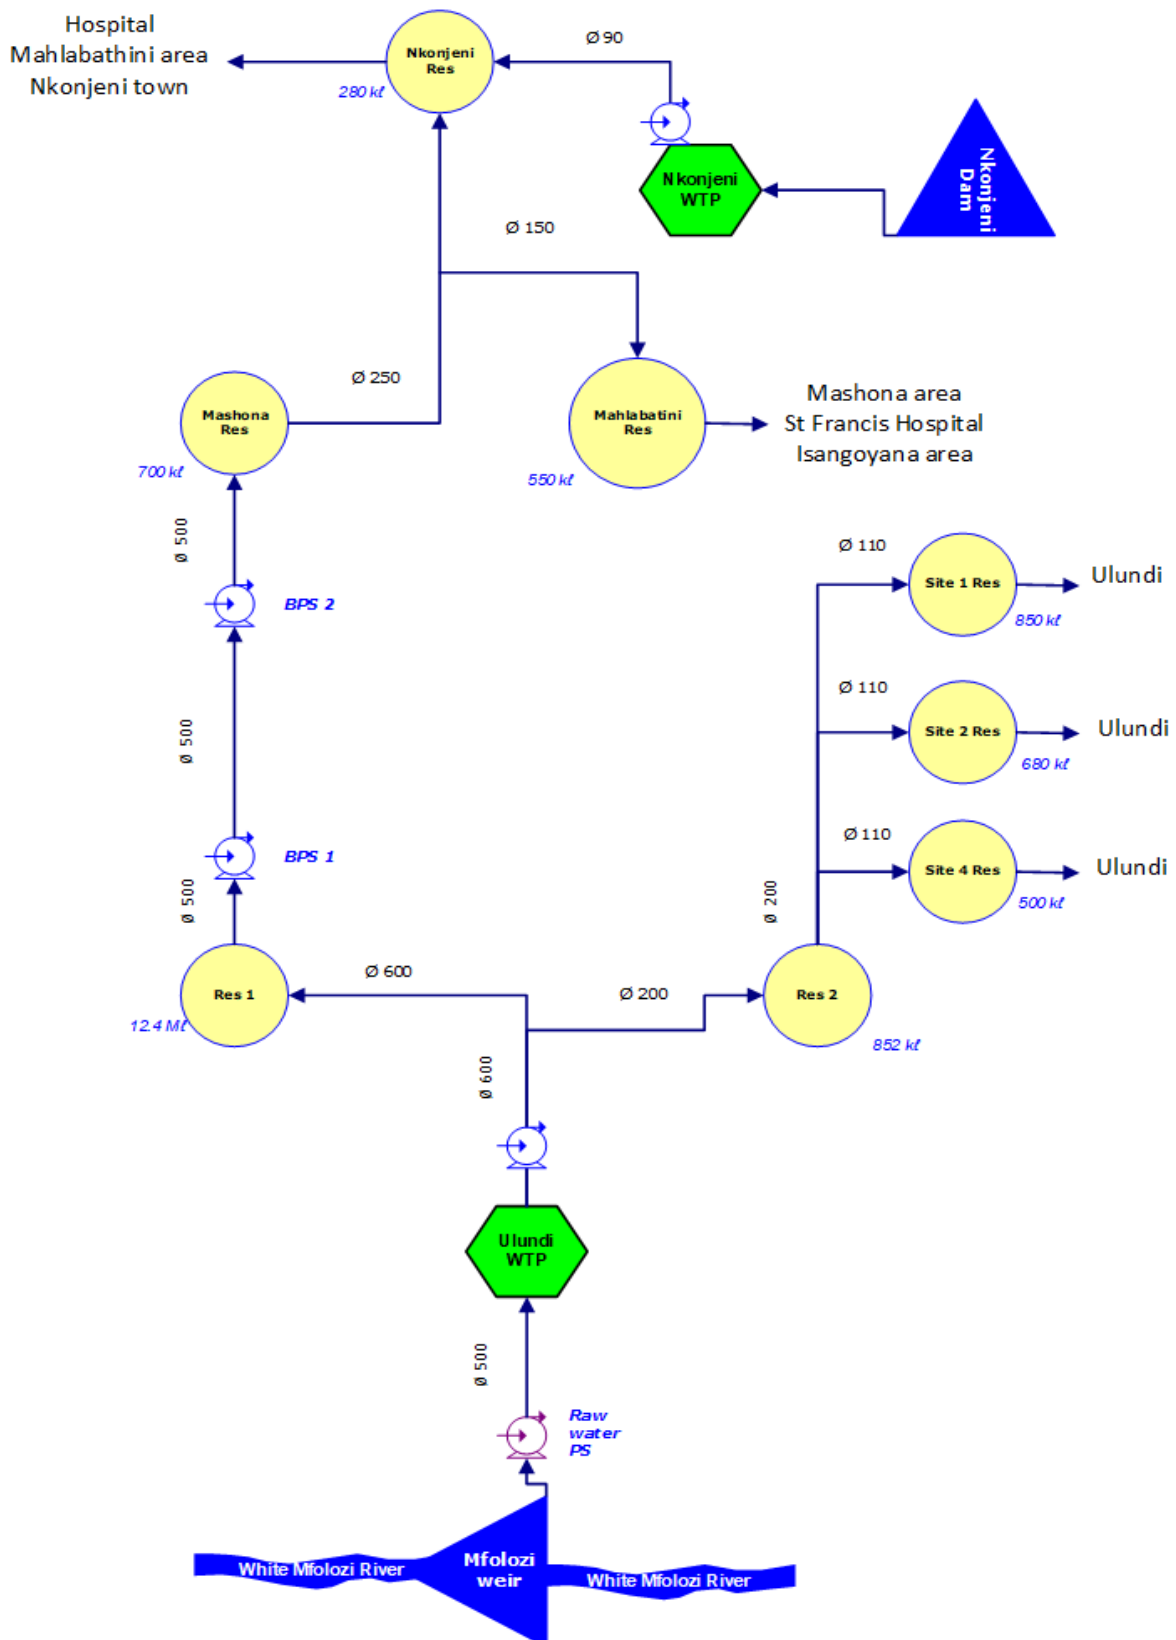 Hospital
Mahlabathini area
Nkonjeni town
Nkonjeni
Res
280 kℓ
Ø 90
Nkonjeni
WTP
Nkonjeni
Dam
Ø 150
Ø 250
Mashona
Res
700 kℓ
Mahlabatini
Res
550 kℓ
Mashona area
St Francis Hospital
Isangoyana area
Ø 500
BPS 2
Ø 500
BPS 1
Ø 500
Ø 110
Site 1 Res
850 kℓ
Ulundi
Ø 110
Site 2 Res
680 kℓ
Ulundi
Ø 110
Site 4 Res
500 kℓ
Ulundi
Ø 200
Res 1
12.4 Mℓ
Ø 600
Ø 200
Res 2
852 kℓ
Ø 600
Ulundi
WTP
Ø 500
Raw
water
PS
White Mfolozi River
Mfolozi
weir
White Mfolozi River